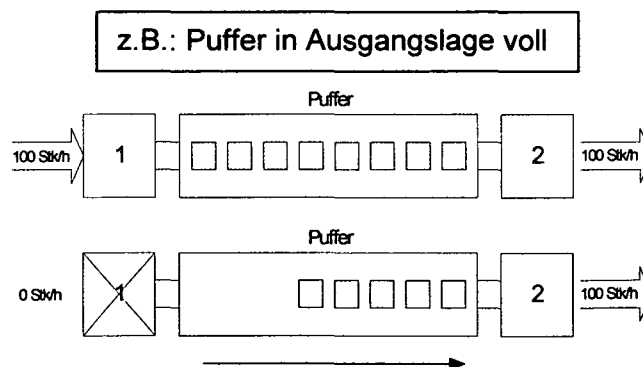 z.B.: Puffer in Ausgangslage voll
Puffer
100 Stk/h
1
2
100 Stk/h
Puffer
0 Stk/h
1
2
100 Stk/h